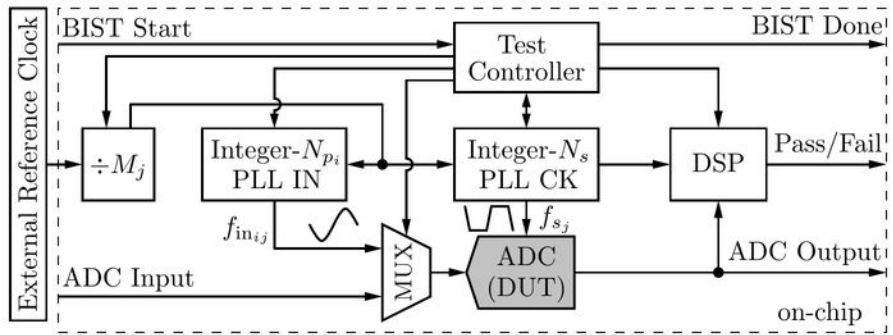 External Reference Clock
BIST Start
BIST Done
Test
Controller
÷M_j
Integer-N_{p_i}
PLL IN
Integer-N_s
PLL CK
DSP
Pass/Fail
f_{in_{ij}}
f_{s_j}
MUX
ADC
(DUT)
ADC Input
ADC Output
on-chip